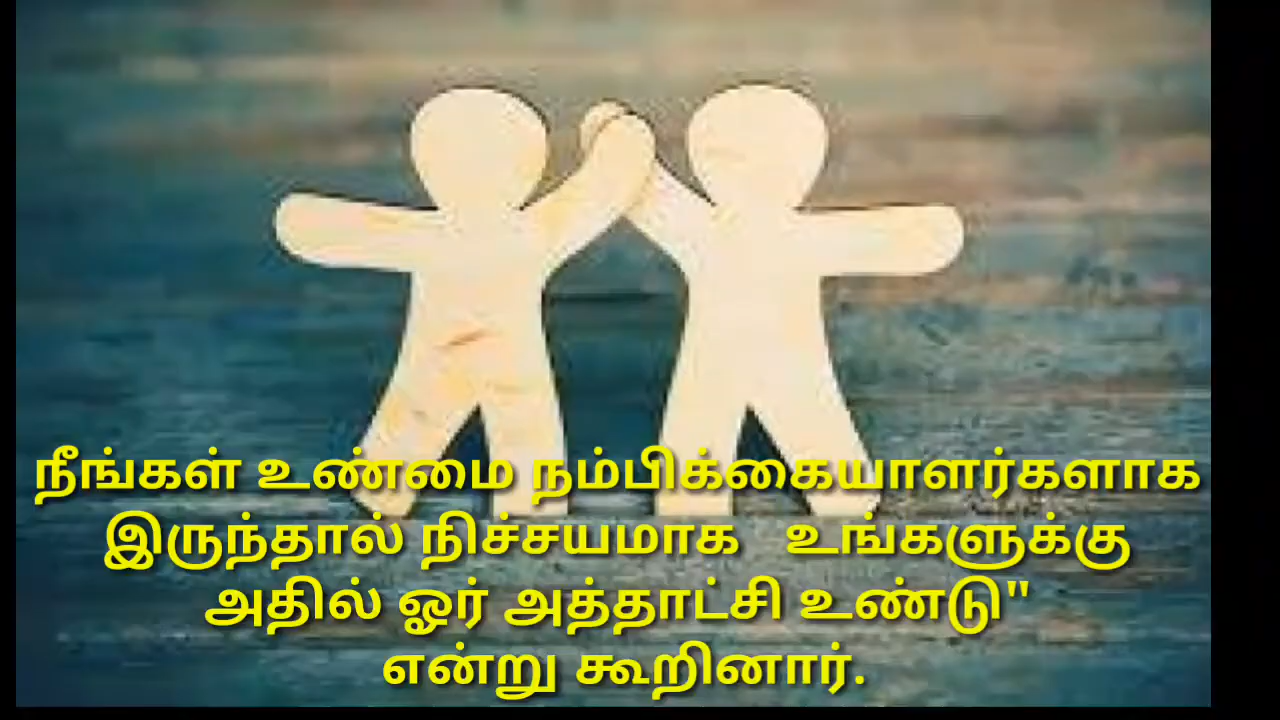 நீங்கள் உண்மை நம்பிக்கையாளர்களாக
இருந்தால் நிச்சயமாக உங்களுக்கு
அதில் ஓர் அத்தாட்சி உண்டு"
என்று கூறினார்.